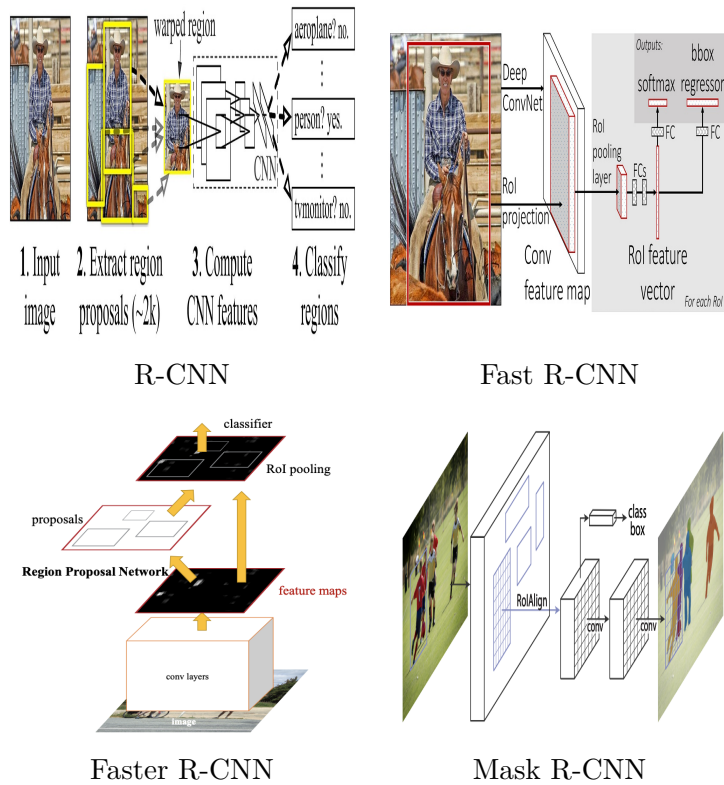 warped region
aeroplane? no.
person? yes.
tvmonitor? no.
CNN
1. Input
image
2. Extract region
proposals (~2k)
3. Compute
CNN features
4. Classify
regions
R-CNN
Deep
ConvNet
RoI
projection
Conv
feature map
RoI
pooling
layer
FCs
Outputs:
softmax
bbox
regressor
FC
FC
RoI feature
vector
For each RoI
Fast R-CNN
classifier
RoI pooling
proposals
Region Proposal Network
feature maps
conv layers
image
Faster R-CNN
RoIAlign
class
box
conv
conv
Mask R-CNN